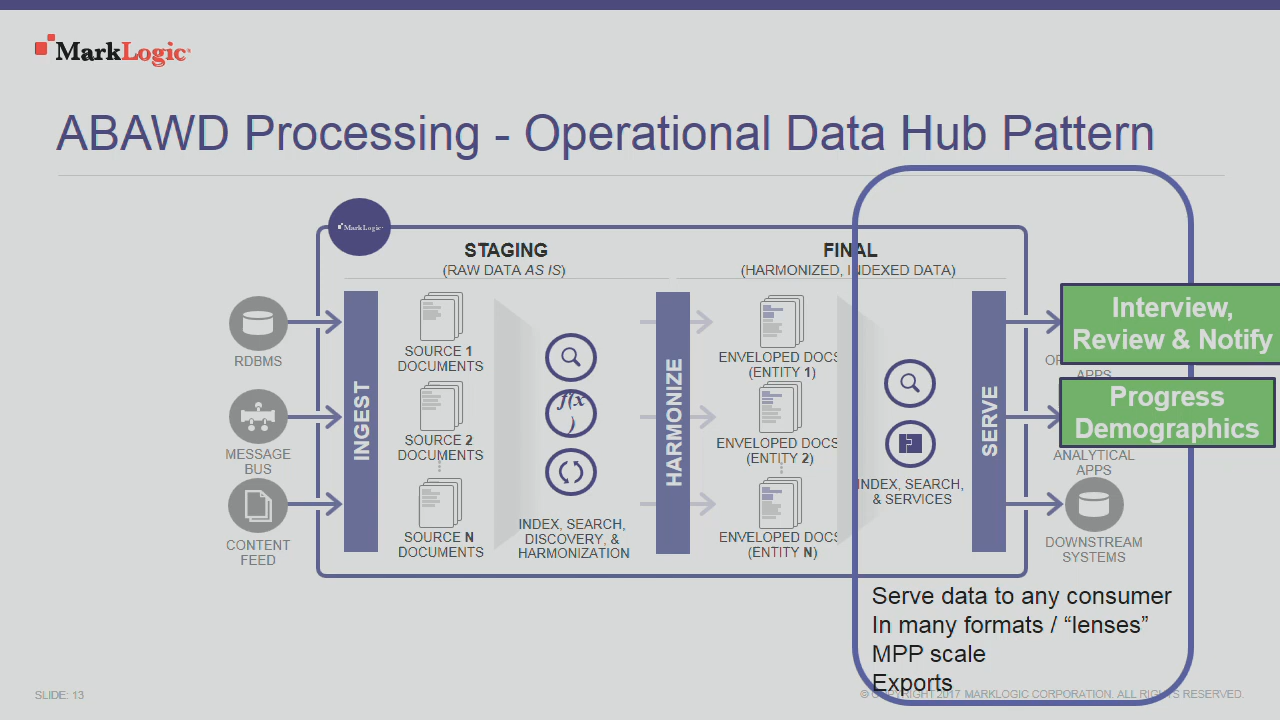 MarkLogic
ABAWD Processing - Operational Data Hub Pattern
MarkLogic
STAGING
(RAW DATA AS IS)
FINAL
(HARMONIZED, INDEXED DATA)
RDBMS
MESSAGE
BUS
CONTENT
FEED
INGEST
SOURCE 1
DOCUMENTS
SOURCE 2
DOCUMENTS
SOURCE N
DOCUMENTS
f(x
)
INDEX, SEARCH,
DISCOVERY, &
HARMONIZATION
HARMONIZE
ENVELOPED DOCS
(ENTITY 1)
ENVELOPED DOCS
(ENTITY 2)
ENVELOPED DOCS
(ENTITY N)
INDEX, SEARCH,
& SERVICES
SERVE
Interview,
Review & Notify
APPS
Progress
Demographics
ANALYTICAL
APPS
DOWNSTREAM
SYSTEMS
Serve data to any consumer
In many formats / “lenses”
MPP scale
Exports
SLIDE: 13
© COPYRIGHT 2017 MARKLOGIC CORPORATION. ALL RIGHTS RESERVED.